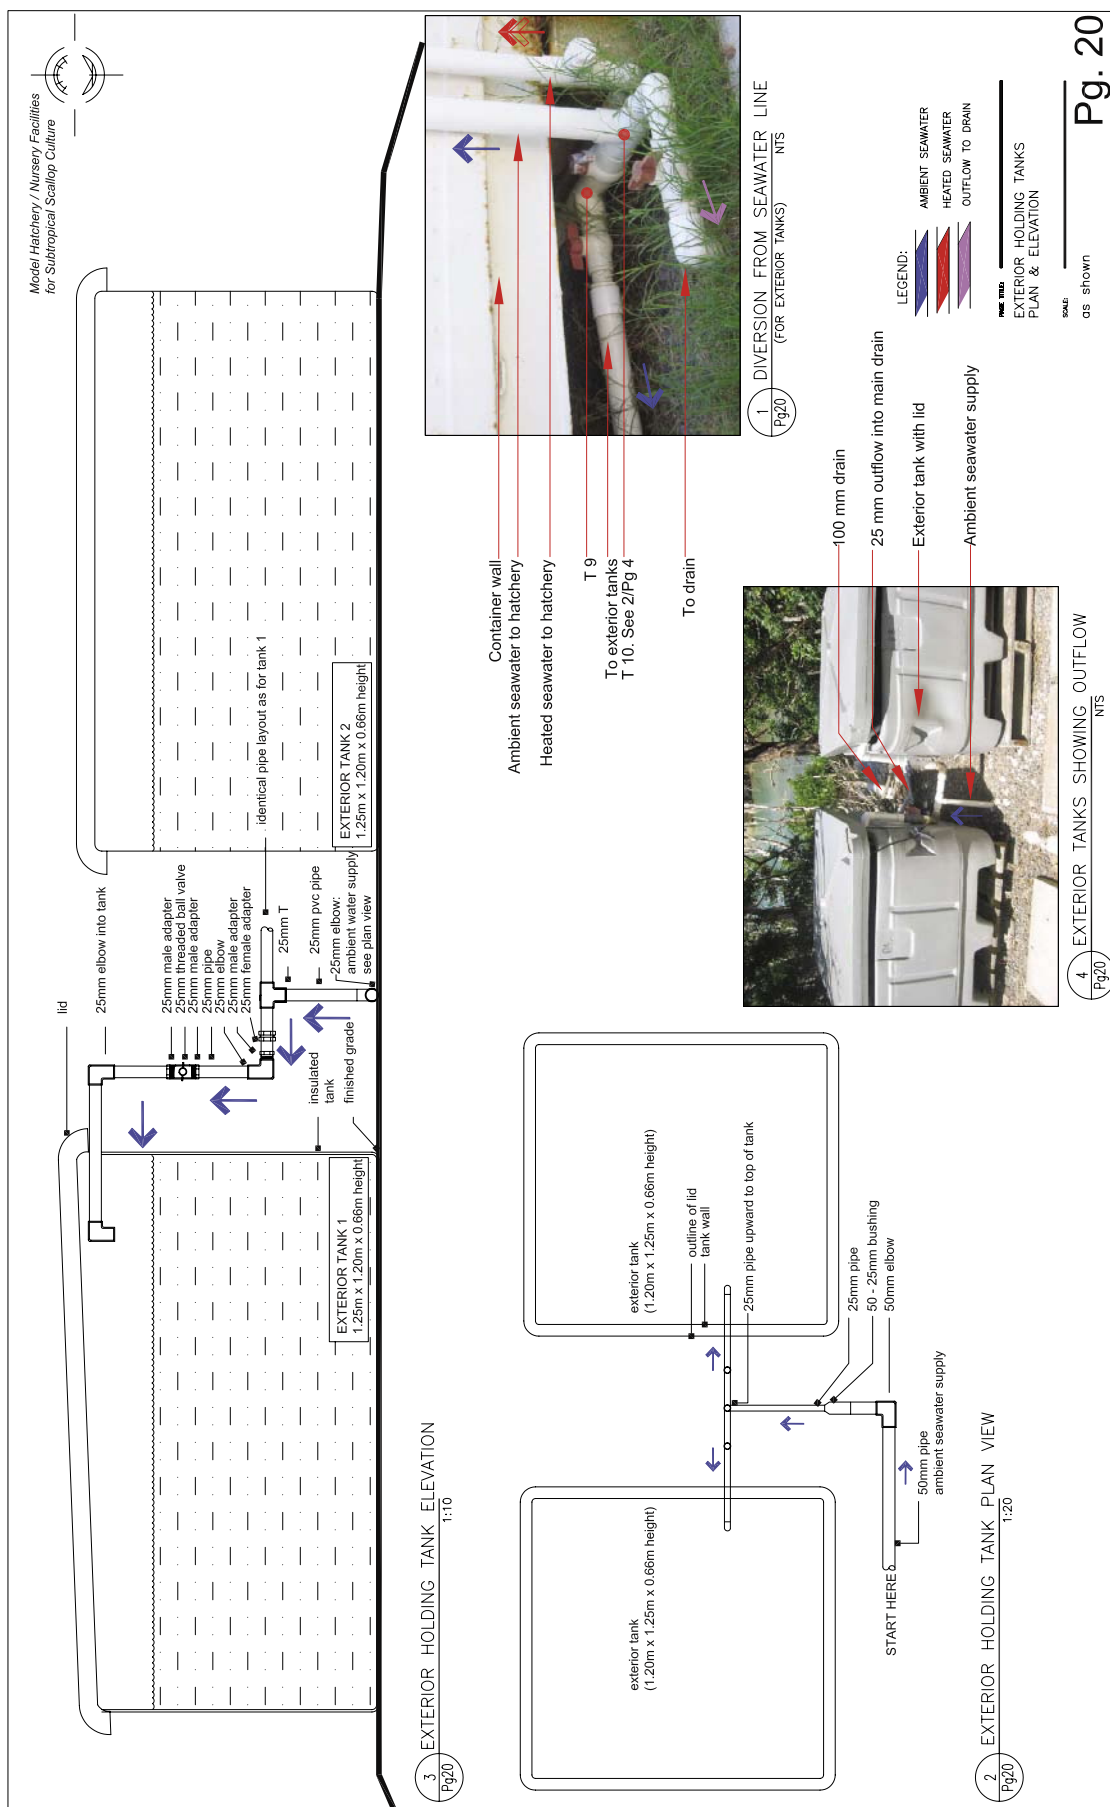 Model Hatchery / Nursery Facilities
for Subtropical Scallop Culture
lid
25mm elbow into tank
25mm male adapter
25mm threaded ball valve
25mm male adapter
25mm pipe
25mm elbow
25mm male adapter
25mm female adapter
identical pipe layout as for tank 1
25mm T
25mm pvc pipe
25mm elbow:
ambient water supply
see plan view
insulated
tank
finished grade
EXTERIOR TANK 1
1.25m x 1.20m x 0.66m height
EXTERIOR TANK 2
1.25m x 1.20m x 0.66m height
3
Pg20
EXTERIOR HOLDING TANK ELEVATION
1:10
exterior tank
(1.20m x 1.25m x 0.66m height)
exterior tank
(1.20m x 1.25m x 0.66m height)
outline of lid
tank wall
25mm pipe upward to top of tank
25mm pipe
50 - 25mm bushing
50mm elbow
50mm pipe
ambient seawater supply
START HERE
2
Pg20
EXTERIOR HOLDING TANK PLAN VIEW
1:20
Container wall
Ambient seawater to hatchery
Heated seawater to hatchery
T 9
To exterior tanks
T 10. See 2/Pg 4
To drain
1
Pg20
DIVERSION FROM SEAWATER LINE
(FOR EXTERIOR TANKS)
NTS
100 mm drain
25 mm outflow into main drain
Exterior tank with lid
Ambient seawater supply
4
Pg20
EXTERIOR TANKS SHOWING OUTFLOW
NTS
LEGEND:
AMBIENT SEAWATER
HEATED SEAWATER
OUTFLOW TO DRAIN
PAGE TITLE:
EXTERIOR HOLDING TANKS
PLAN & ELEVATION
SCALE:
as shown
Pg. 20